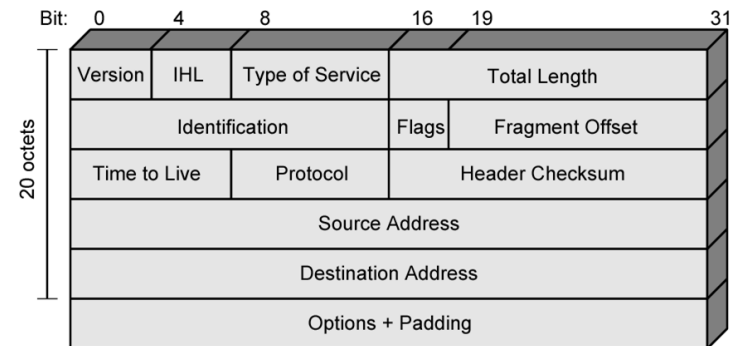 Bit: 0 4 8 16 19 31
Version IHL Type of Service Total Length
Identification Flags Fragment Offset
Time to Live Protocol Header Checksum
Source Address
Destination Address
Options + Padding
20 octets